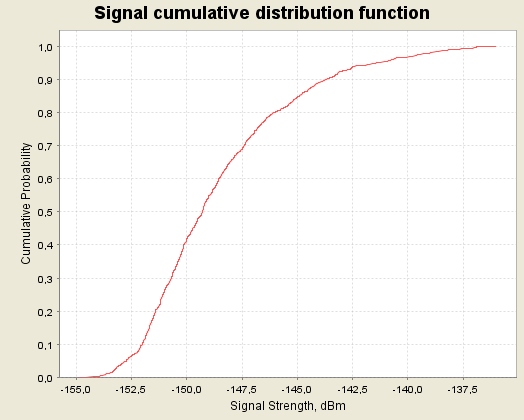 Signal cumulative distribution function
Cumulative Probability
1,0
0,9
0,8
0,7
0,6
0,5
0,4
0,3
0,2
0,1
0,0
-155,0 -152,5 -150,0 -147,5 -145,0 -142,5 -140,0 -137,5
Signal Strength, dBm